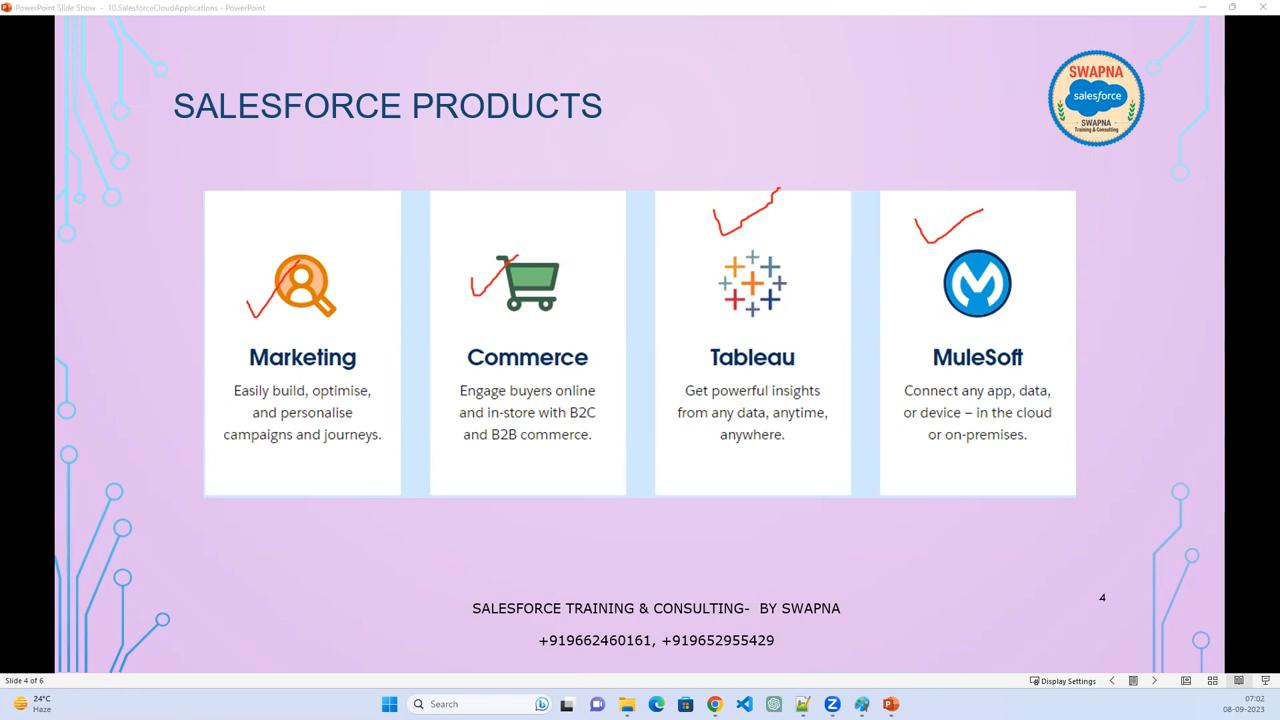 PowerPoint Slide Show - 10.SalesforceCloudApplications - PowerPoint
SALESFORCE PRODUCTS
SWAPNA
salesforce
SWAPNA
Training & Consulting
Marketing
Easily build, optimise,
and personalise
campaigns and journeys.
Commerce
Engage buyers online
and in-store with B2C
and B2B commerce.
Tableau
Get powerful insights
from any data, anytime,
anywhere.
MuleSoft
Connect any app, data,
or device – in the cloud
or on-premises.
4
SALESFORCE TRAINING & CONSULTING- BY SWAPNA
+919662460161, +919652955429
Slide 4 of 6
Display Settings
24°C
Haze
Search
07:02
08-09-2023